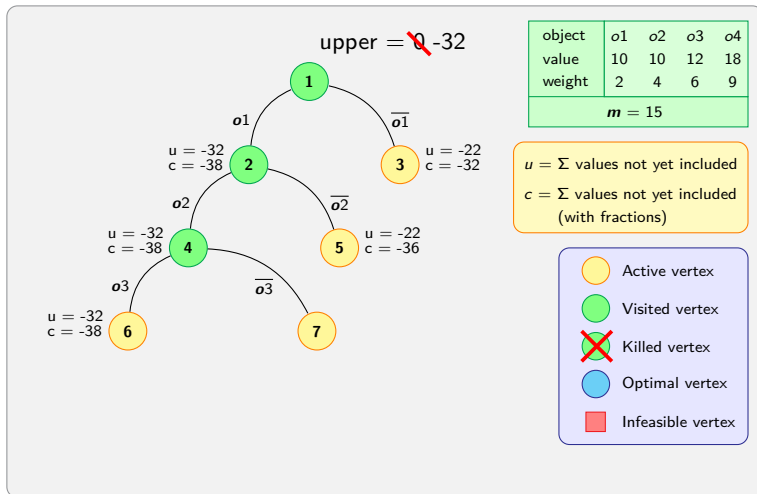 upper = 0 -32
object o1 o2 o3 o4
value 10 10 12 18
weight 2 4 6 9
m = 15
1
o1
o1
u = -32
c = -38
2
3
u = -22
c = -32
u = Σ values not yet included
c = Σ values not yet included
(with fractions)
o2
o2
u = -32
c = -38
4
5
u = -22
c = -36
o3
o3
u = -32
c = -38
6
7
Active vertex
Visited vertex
Killed vertex
Optimal vertex
Infeasible vertex